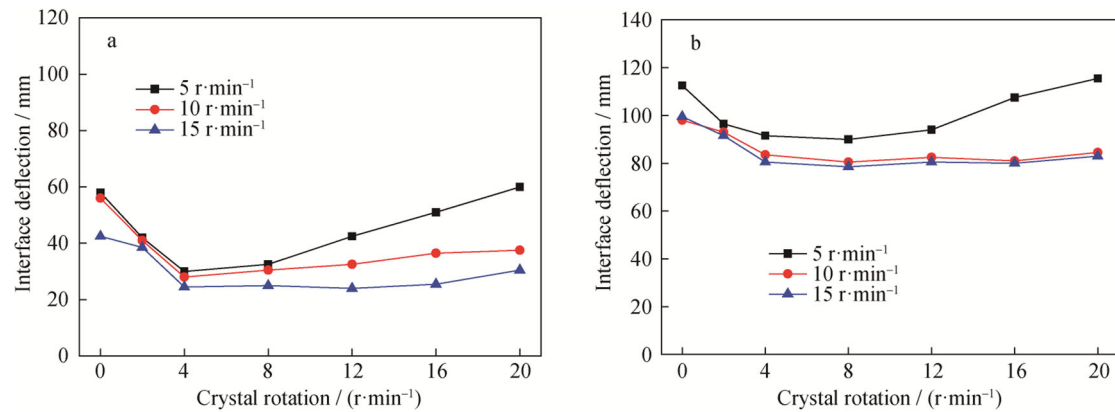 a
5 r·min⁻¹
10 r·min⁻¹
15 r·min⁻¹
Interface deflection / mm
120
100
80
60
40
20
0
0 4 8 12 16 20
Crystal rotation / (r·min⁻¹)
b
5 r·min⁻¹
10 r·min⁻¹
15 r·min⁻¹
Interface deflection / mm
140
120
100
80
60
40
20
0
0 4 8 12 16 20
Crystal rotation / (r·min⁻¹)